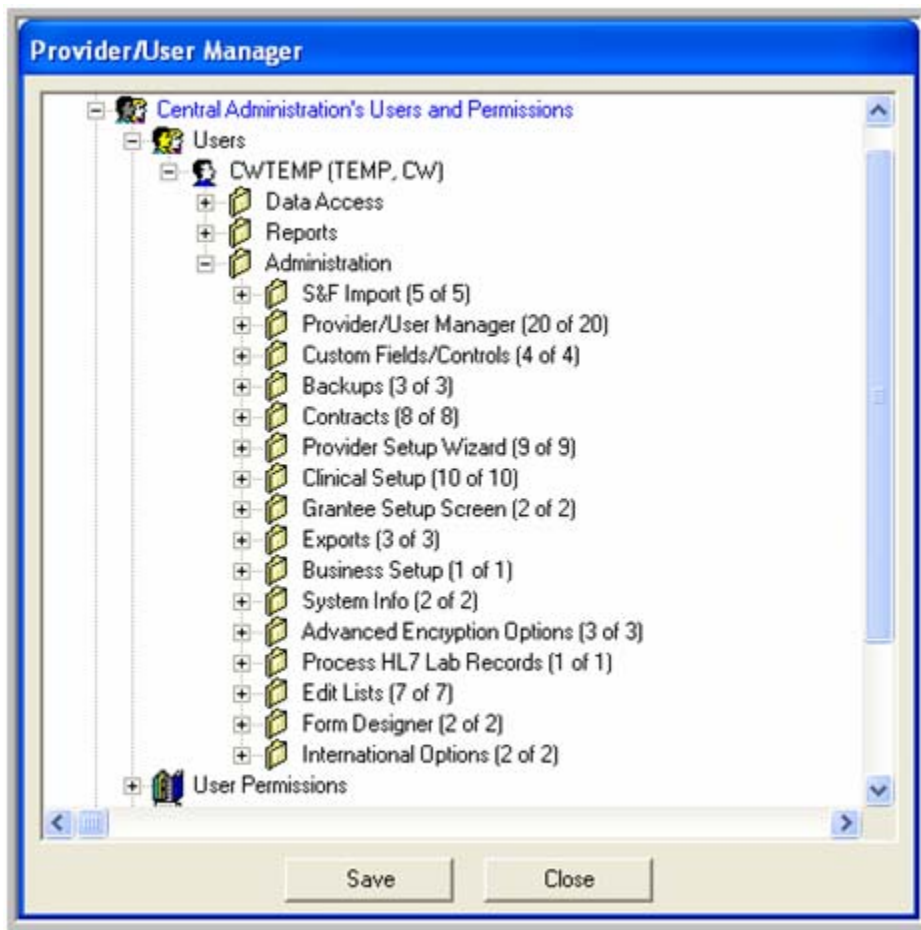 Provider/User Manager
Central Administration's Users and Permissions
Users
CWTEMP (TEMP, CW)
Data Access
Reports
Administration
S&F Import (5 of 5)
Provider/User Manager (20 of 20)
Custom Fields/Controls (4 of 4)
Backups (3 of 3)
Contracts (8 of 8)
Provider Setup Wizard (9 of 9)
Clinical Setup (10 of 10)
Grantee Setup Screen (2 of 2)
Exports (3 of 3)
Business Setup (1 of 1)
System Info (2 of 2)
Advanced Encryption Options (3 of 3)
Process HL7 Lab Records (1 of 1)
Edit Lists (7 of 7)
Form Designer (2 of 2)
International Options (2 of 2)
User Permissions
Save Close